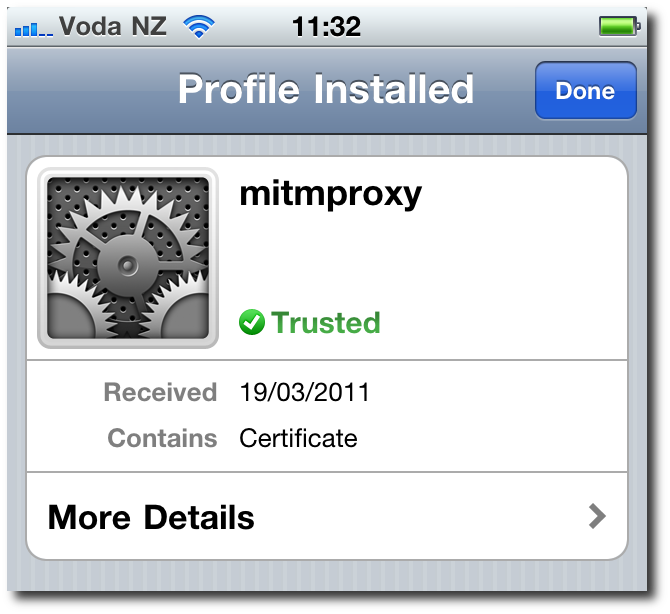 Voda NZ 11:32
Profile Installed Done
mitmproxy
Trusted
Received 19/03/2011
Contains Certificate
More Details